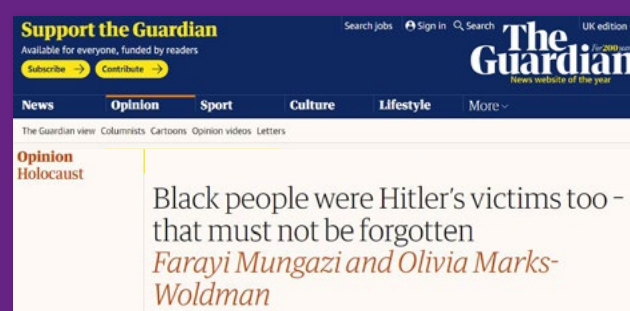 Support the Guardian
Search jobs Sign in Search UK edition
Available for everyone, funded by readers
Subscribe → Contribute →
The Guardian
For 200
News website of the year
News Opinion Sport Culture Lifestyle More
The Guardian view Columnists Cartoons Opinion videos Letters
Opinion
Holocaust
Black people were Hitler's victims too –
that must not be forgotten
Farayi Mungazi and Olivia Marks-
Woldman